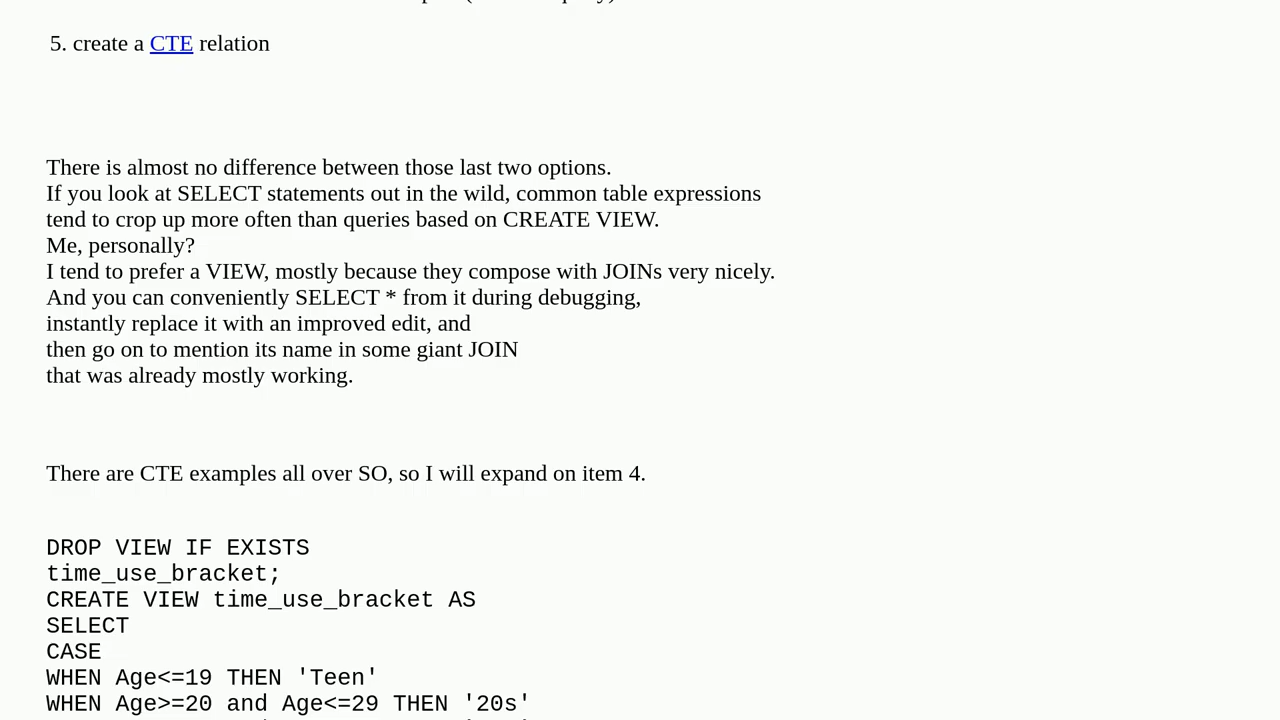 5. create a CTE relation
There is almost no difference between those last two options.
If you look at SELECT statements out in the wild, common table expressions
tend to crop up more often than queries based on CREATE VIEW.
Me, personally?
I tend to prefer a VIEW, mostly because they compose with JOINs very nicely.
And you can conveniently SELECT * from it during debugging,
instantly replace it with an improved edit, and
then go on to mention its name in some giant JOIN
that was already mostly working.
There are CTE examples all over SO, so I will expand on item 4.
DROP VIEW IF EXISTS
time_use_bracket;
CREATE VIEW time_use_bracket AS
SELECT
CASE
WHEN Age<=19 THEN 'Teen'
WHEN Age>=20 and Age<=29 THEN '20s'